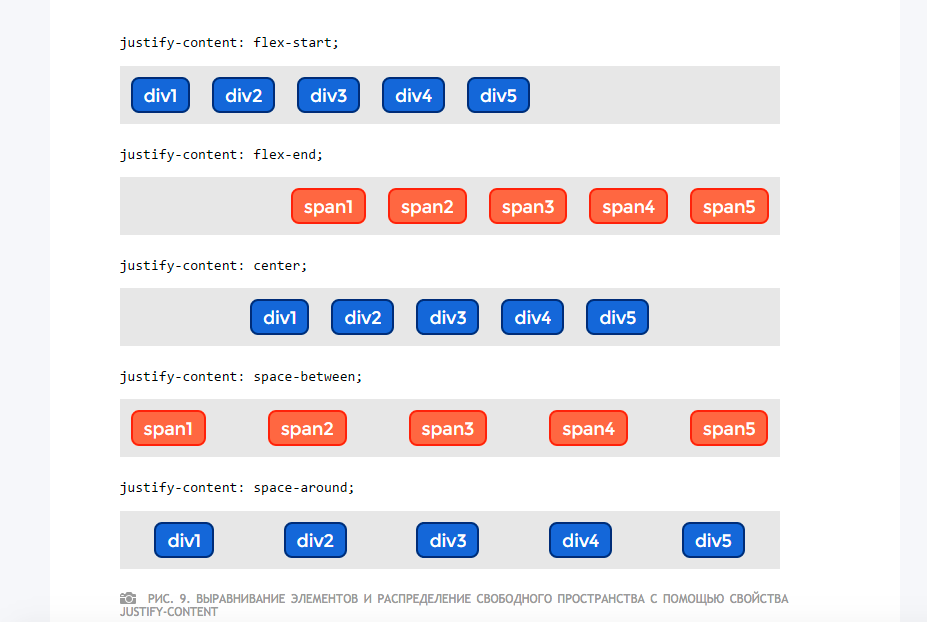 justify-content: flex-start;
div1 div2 div3 div4 div5
justify-content: flex-end;
span1 span2 span3 span4 span5
justify-content: center;
div1 div2 div3 div4 div5
justify-content: space-between;
span1 span2 span3 span4 span5
justify-content: space-around;
div1 div2 div3 div4 div5
РИС. 9. ВЫРАВНИВАНИЕ ЭЛЕМЕНТОВ И РАСПРЕДЕЛЕНИЕ СВОБОДНОГО ПРОСТРАНСТВА С ПОМОЩЬЮ СВОЙСТВА
JUSTIFY-CONTENT